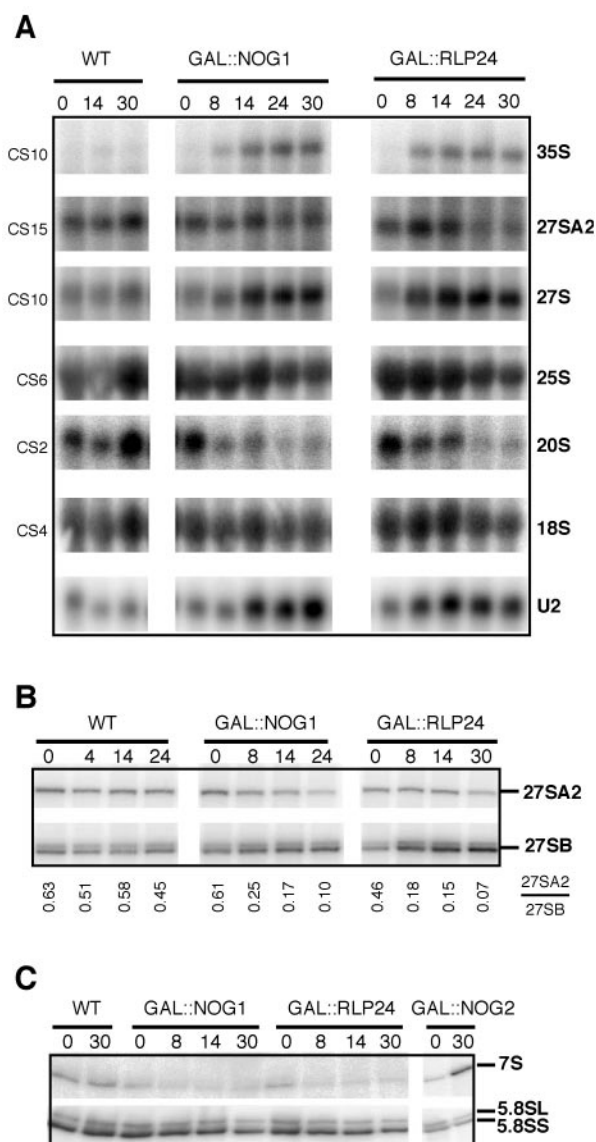 A
WT GAL::NOG1 GAL::RLP24
0 14 30 0 8 14 24 30 0 8 14 24 30
CS10 35S
CS15 27SA2
CS10 27S
CS6 25S
CS2 20S
CS4 18S
U2
B
WT GAL::NOG1 GAL::RLP24
0 4 14 24 0 8 14 24 0 8 14 30
27SA2
27SB
0.63 0.51 0.58 0.45 0.61 0.25 0.17 0.10 0.46 0.18 0.15 0.07 27SA2
27SB
C
WT GAL::NOG1 GAL::RLP24 GAL::NOG2
0 30 0 8 14 30 0 8 14 30 0 30
7S
5.8SL
5.8SS